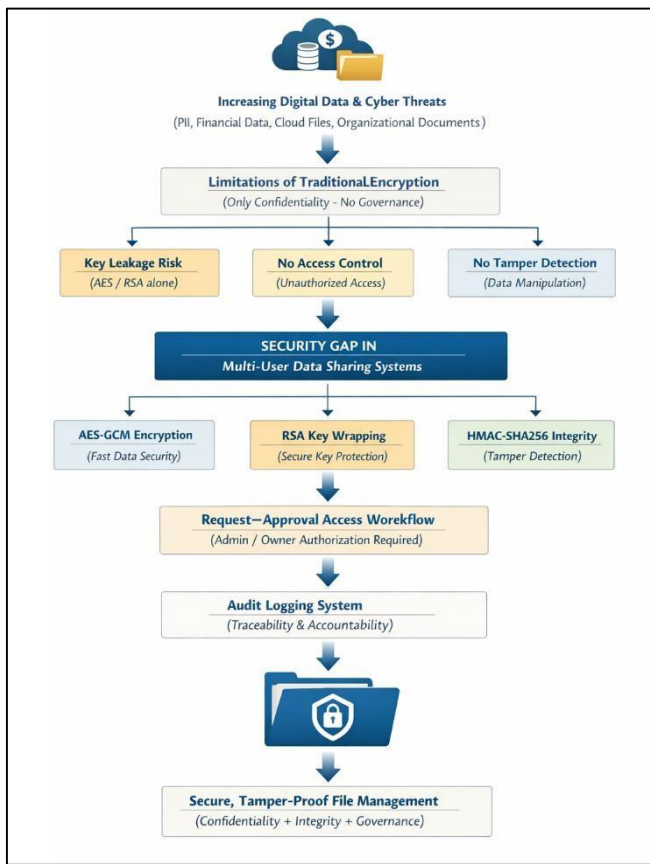 $
Increasing Digital Data & Cyber Threats
(PII, Financial Data, Cloud Files, Organizational Documents)
Limitations of TraditionalEncryption
(Only Confidentiality - No Governance)
Key Leakage Risk
(AES / RSA alone)
No Access Control
(Unauthorized Access)
No Tamper Detection
(Data Manipulation)
SECURITY GAP IN
Multi-User Data Sharing Systems
AES-GCM Encryption
(Fast Data Security)
RSA Key Wrapping
(Secure Key Protection)
HMAC-SHA256 Integrity
(Tamper Detection)
Request—Approval Access Worekflow
(Admin / Owner Authorization Required)
Audit Logging System
(Traceability & Accountability)
Secure, Tamper-Proof File Management
(Confidentiality + Integrity + Governance)